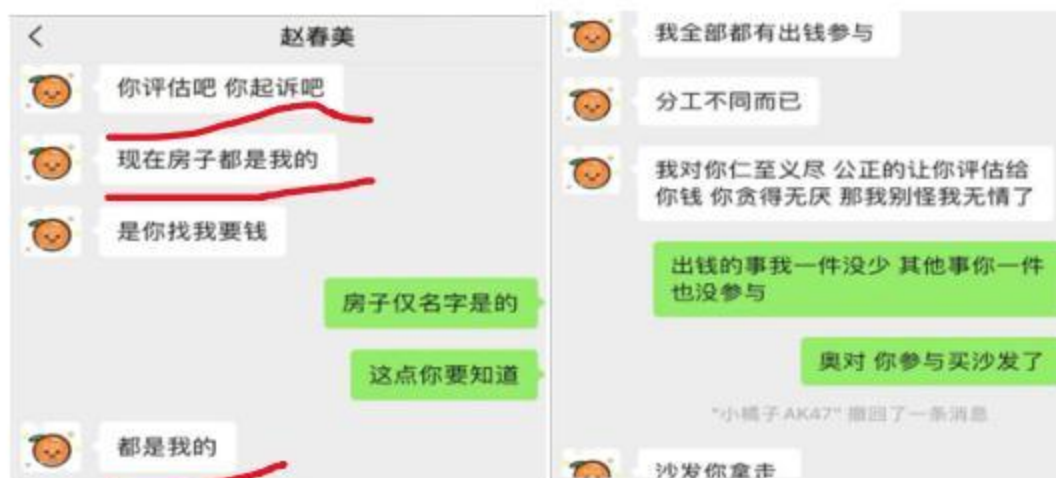 赵春美
你评估吧 你起诉吧
现在房子都是我的
是你找我要钱
房子仅名字是的
这点你要知道
都是我的
我全部都有出钱参与
分工不同而已
我对你仁至义尽 公正的让你评估给
你钱 你贪得无厌 那我别怪我无情了
出钱的事我一件没少 其他事你一件
也没参与
奥对 你参与买沙发了
"小橘子AK47" 撤回了一条消息
沙发你拿走